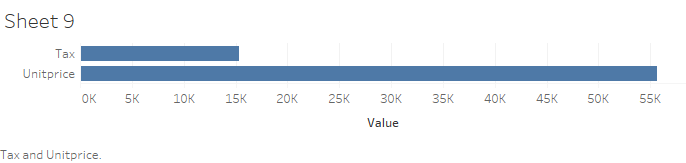 Sheet 9
Tax
Unitprice
0K 5K 10K 15K 20K 25K 30K 35K 40K 45K 50K 55K
Value
Tax and Unitprice.